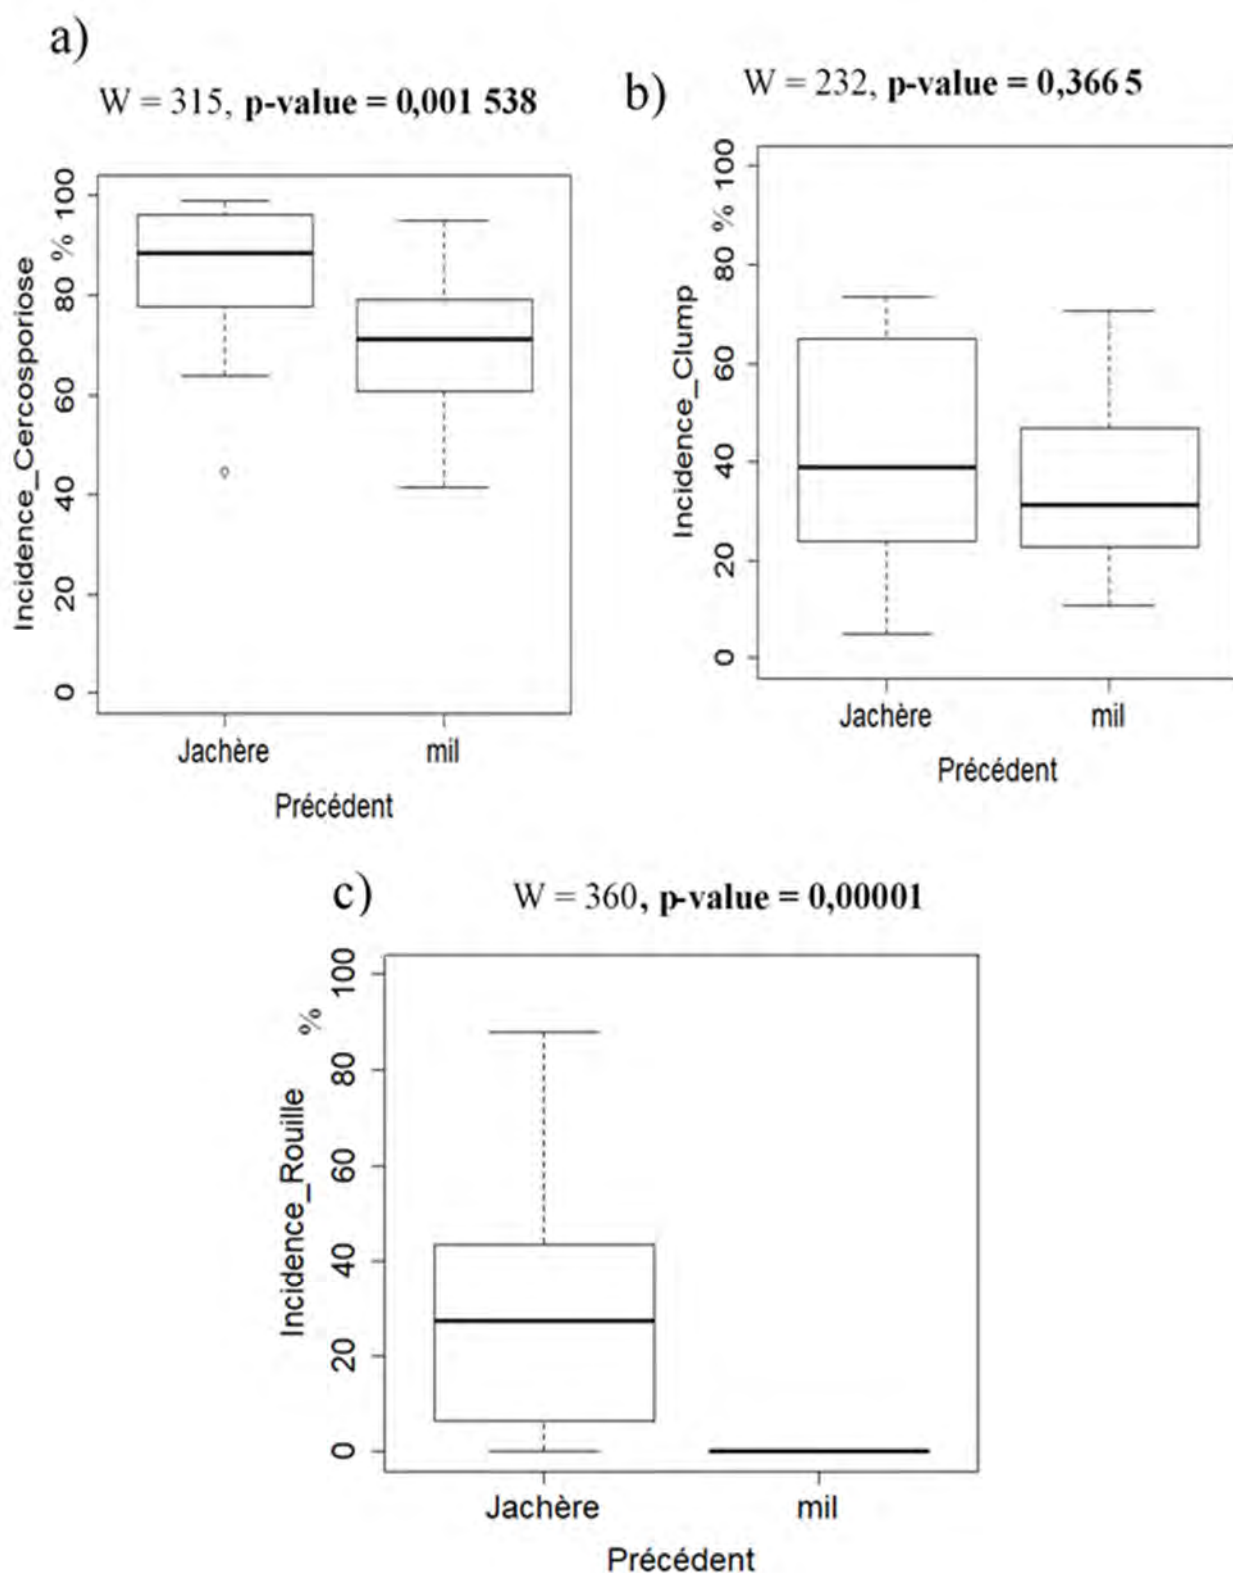 a)
W = 315, p-value = 0,001 538
Incidence_Cercosporiose %
100
80
60
40
20
0
Jachère mil
Précédent
b)
W = 232, p-value = 0,366 5
Incidence_Clump %
100
80
60
40
20
0
Jachère mil
Précédent
c)
W = 360, p-value = 0,00001
Incidence_Rouille %
100
80
60
40
20
0
Jachère mil
Précédent